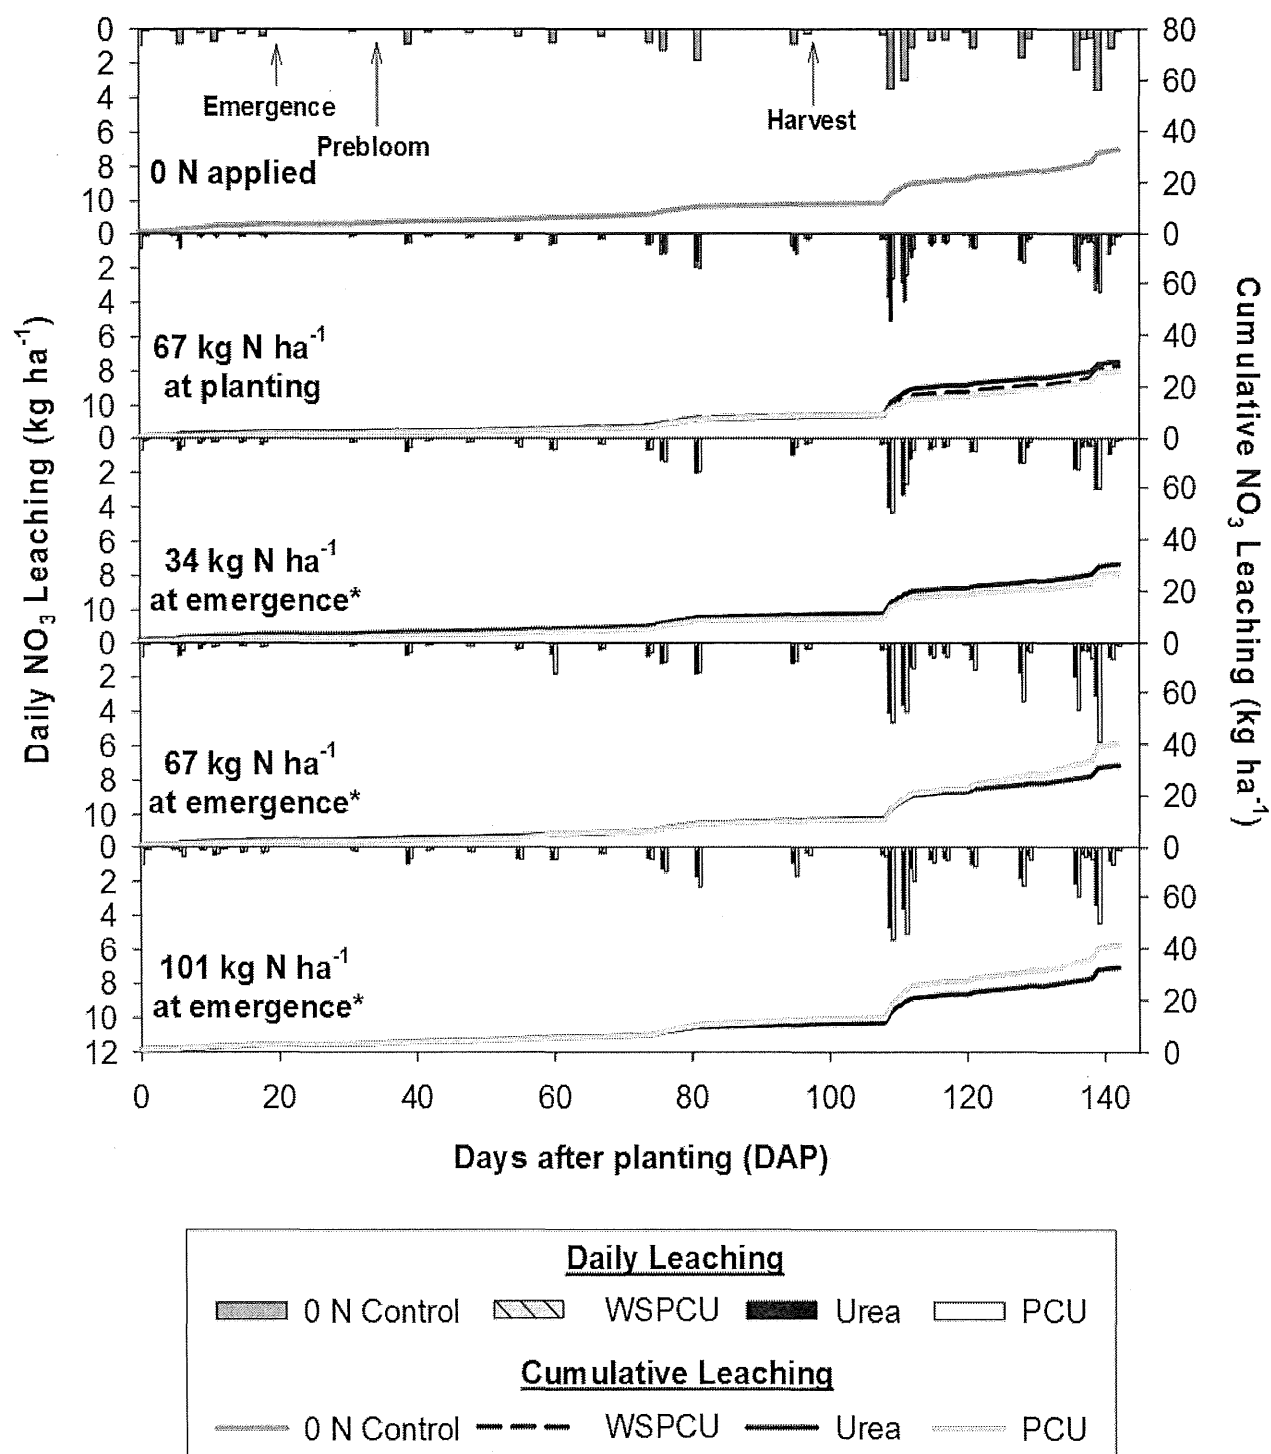 0
2
4
6
8
10
0
2
4
6
8
10
0
2
4
6
8
10
0
2
4
6
8
10
0
2
4
6
8
10
12
80
60
40
20
0
60
40
20
0
60
40
20
0
60
40
20
0
60
40
20
0
Emergence
Prebloom
Harvest
0 N applied
67 kg N ha⁻¹
at planting
34 kg N ha⁻¹
at emergence*
67 kg N ha⁻¹
at emergence*
101 kg N ha⁻¹
at emergence*
Daily NO₃ Leaching (kg ha⁻¹)
Cumulative NO₃ Leaching (kg ha⁻¹)
0 20 40 60 80 100 120 140
Days after planting (DAP)
Daily Leaching
0 N Control WSPCU Urea PCU
Cumulative Leaching
0 N Control WSPCU Urea PCU